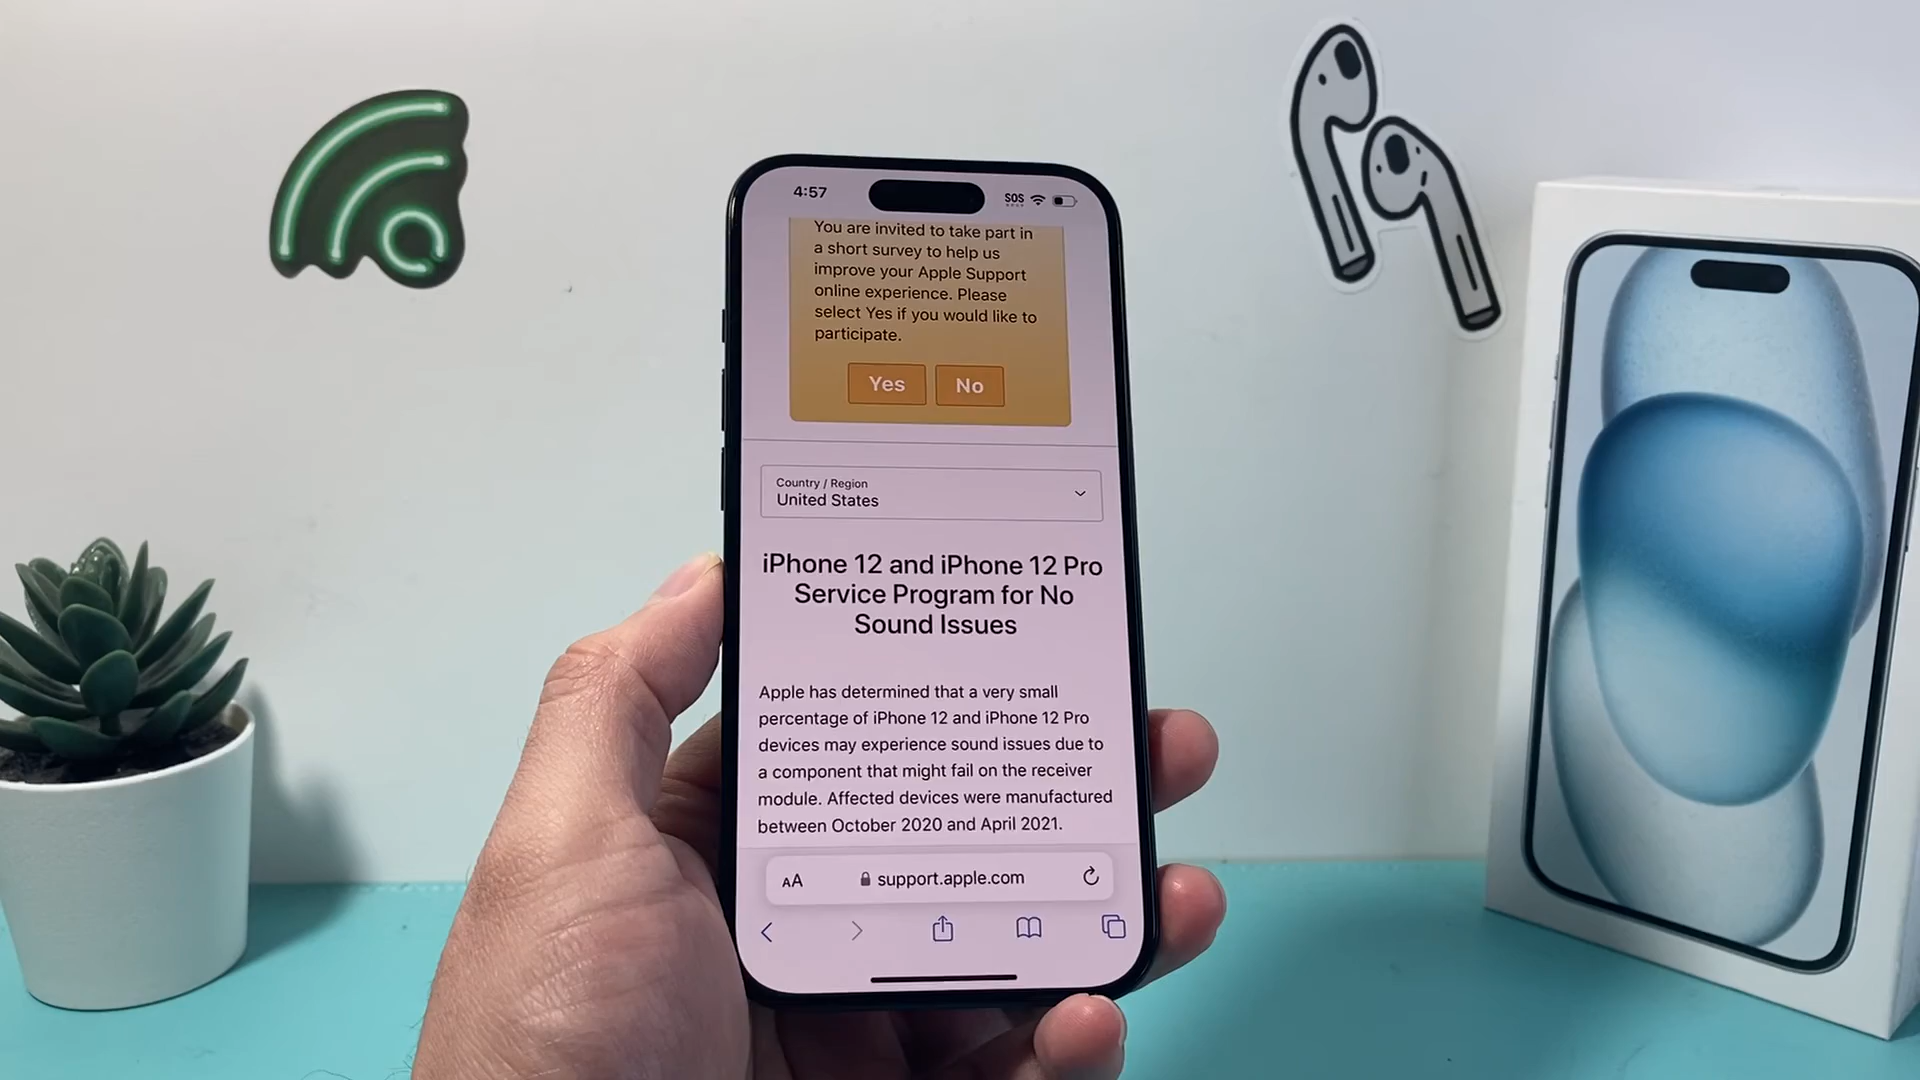 4:57
SOS
You are invited to take part in
a short survey to help us
improve your Apple Support
online experience. Please
select Yes if you would like to
participate.
Yes No
Country / Region
United States
iPhone 12 and iPhone 12 Pro
Service Program for No
Sound Issues
Apple has determined that a very small
percentage of iPhone 12 and iPhone 12 Pro
devices may experience sound issues due to
a component that might fail on the receiver
module. Affected devices were manufactured
between October 2020 and April 2021.
AA support.apple.com